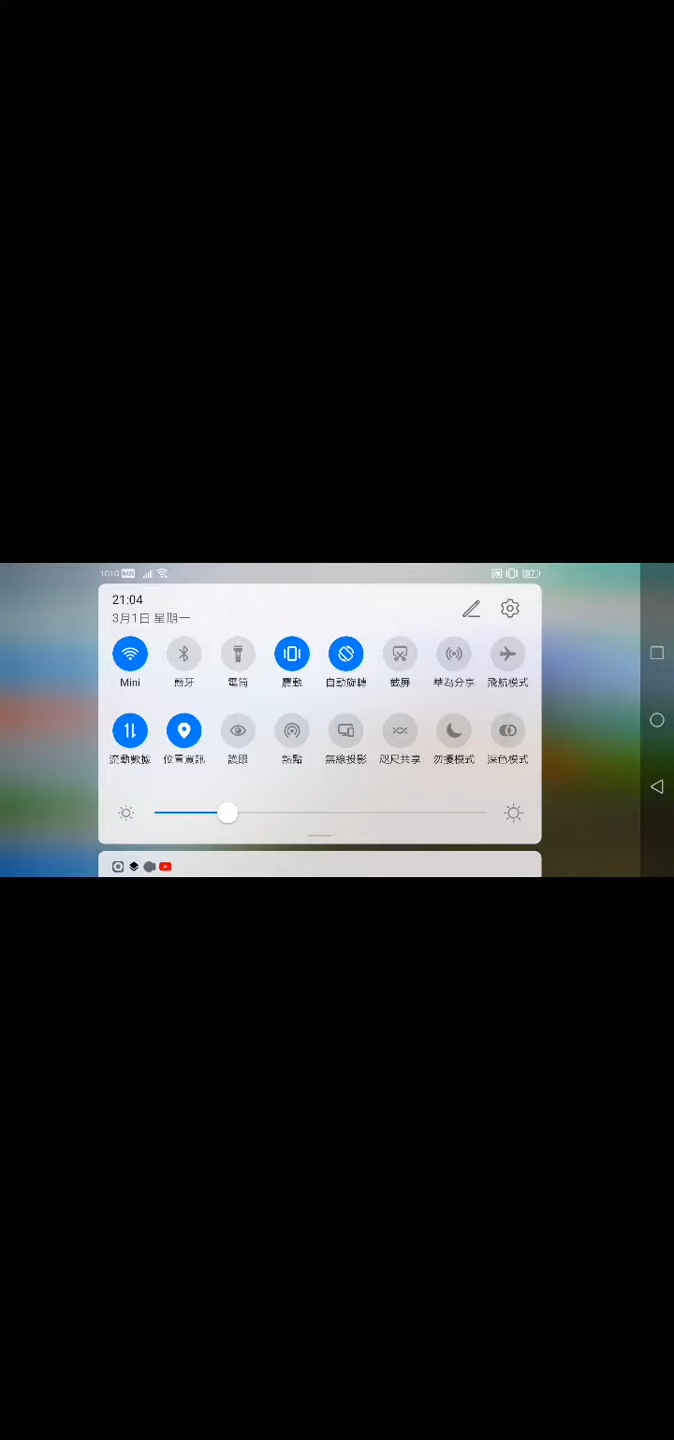 1010
21:04
3月1日 星期一
Mini 藍牙 電筒 震動 自動旋轉 截屏 華為分享 飛航模式
流動數據 位置資訊 護眼 熱點 無線投影 咫尺共享 勿擾模式 深色模式